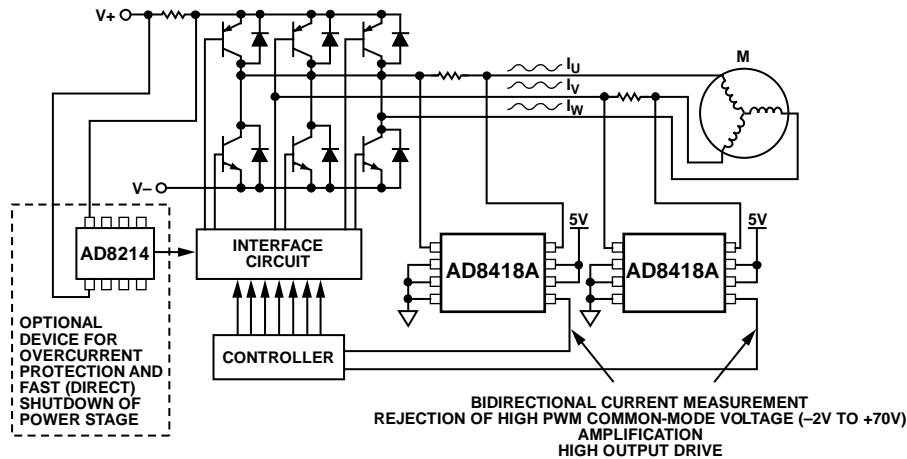 V+
I_U
I_V
I_W
M
V–
AD8214
INTERFACE
CIRCUIT
5V
5V
AD8418A
AD8418A
OPTIONAL
DEVICE FOR
OVERCURRENT
PROTECTION AND
FAST (DIRECT)
SHUTDOWN OF
POWER STAGE
CONTROLLER
BIDIRECTIONAL CURRENT MEASUREMENT
REJECTION OF HIGH PWM COMMON-MODE VOLTAGE (–2V TO +70V)
AMPLIFICATION
HIGH OUTPUT DRIVE